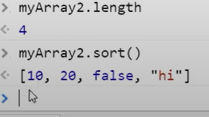 > myArray2.length
< 4
> myArray2.sort()
< [10, 20, false, "hi"]
>